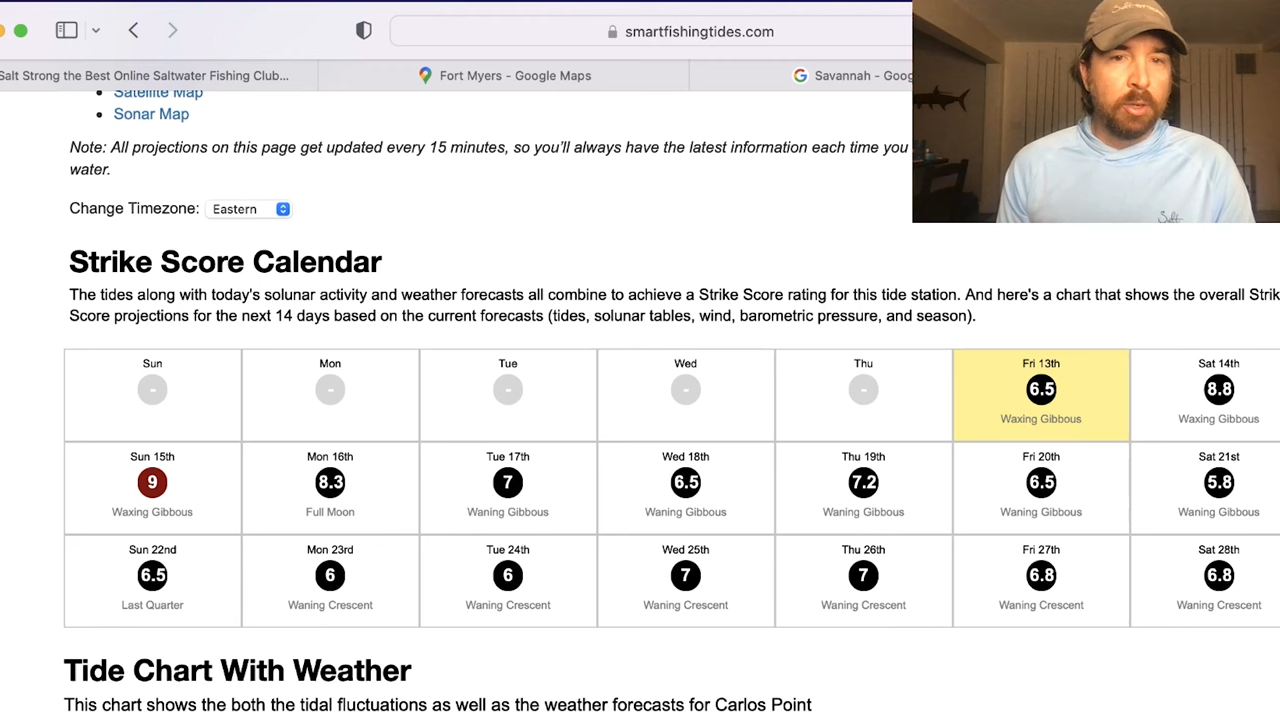 smartfishingtides.com
Salt Strong the Best Online Saltwater Fishing Club...
Fort Myers - Google Maps
Savannah - Goog
Satellite Map
Sonar Map
Note: All projections on this page get updated every 15 minutes, so you'll always have the latest information each time you
water.
Change Timezone: Eastern
Strike Score Calendar
The tides along with today's solunar activity and weather forecasts all combine to achieve a Strike Score rating for this tide station. And here's a chart that shows the overall Strik
Score projections for the next 14 days based on the current forecasts (tides, solunar tables, wind, barometric pressure, and season).
Sun Mon Tue Wed Thu Fri 13th Sat 14th
- - - - - 6.5 8.8
Waxing Gibbous Waxing Gibbous
Sun 15th Mon 16th Tue 17th Wed 18th Thu 19th Fri 20th Sat 21st
9 8.3 7 6.5 7.2 6.5 5.8
Waxing Gibbous Full Moon Waning Gibbous Waning Gibbous Waning Gibbous Waning Gibbous Waning Gibbous
Sun 22nd Mon 23rd Tue 24th Wed 25th Thu 26th Fri 27th Sat 28th
6.5 6 6 7 7 6.8 6.8
Last Quarter Waning Crescent Waning Crescent Waning Crescent Waning Crescent Waning Crescent Waning Crescent
Tide Chart With Weather
This chart shows the both the tidal fluctuations as well as the weather forecasts for Carlos Point